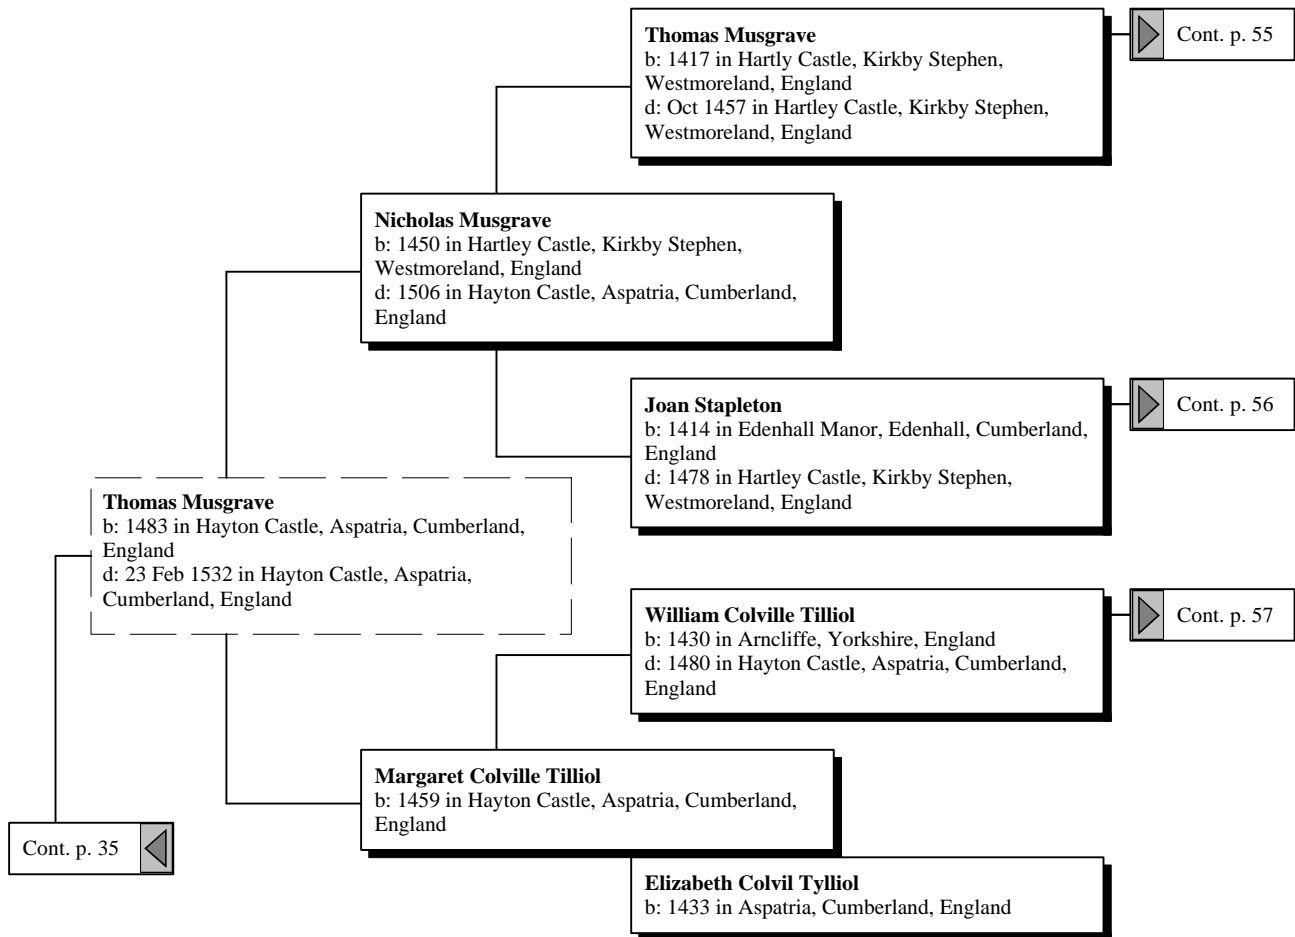 Thomas Musgrave
b: 1417 in Hartly Castle, Kirkby Stephen,
Westmoreland, England
d: Oct 1457 in Hartley Castle, Kirkby Stephen,
Westmoreland, England
Cont. p. 55
Nicholas Musgrave
b: 1450 in Hartley Castle, Kirkby Stephen,
Westmoreland, England
d: 1506 in Hayton Castle, Aspatria, Cumberland,
England
Joan Stapleton
b: 1414 in Edenhall Manor, Edenhall, Cumberland,
England
d: 1478 in Hartley Castle, Kirkby Stephen,
Westmoreland, England
Cont. p. 56
Thomas Musgrave
b: 1483 in Hayton Castle, Aspatria, Cumberland,
England
d: 23 Feb 1532 in Hayton Castle, Aspatria,
Cumberland, England
William Colville Tilliol
b: 1430 in Arncliffe, Yorkshire, England
d: 1480 in Hayton Castle, Aspatria, Cumberland,
England
Cont. p. 57
Margaret Colville Tilliol
b: 1459 in Hayton Castle, Aspatria, Cumberland,
England
Cont. p. 35
Elizabeth Colvil Tylliol
b: 1433 in Aspatria, Cumberland, England